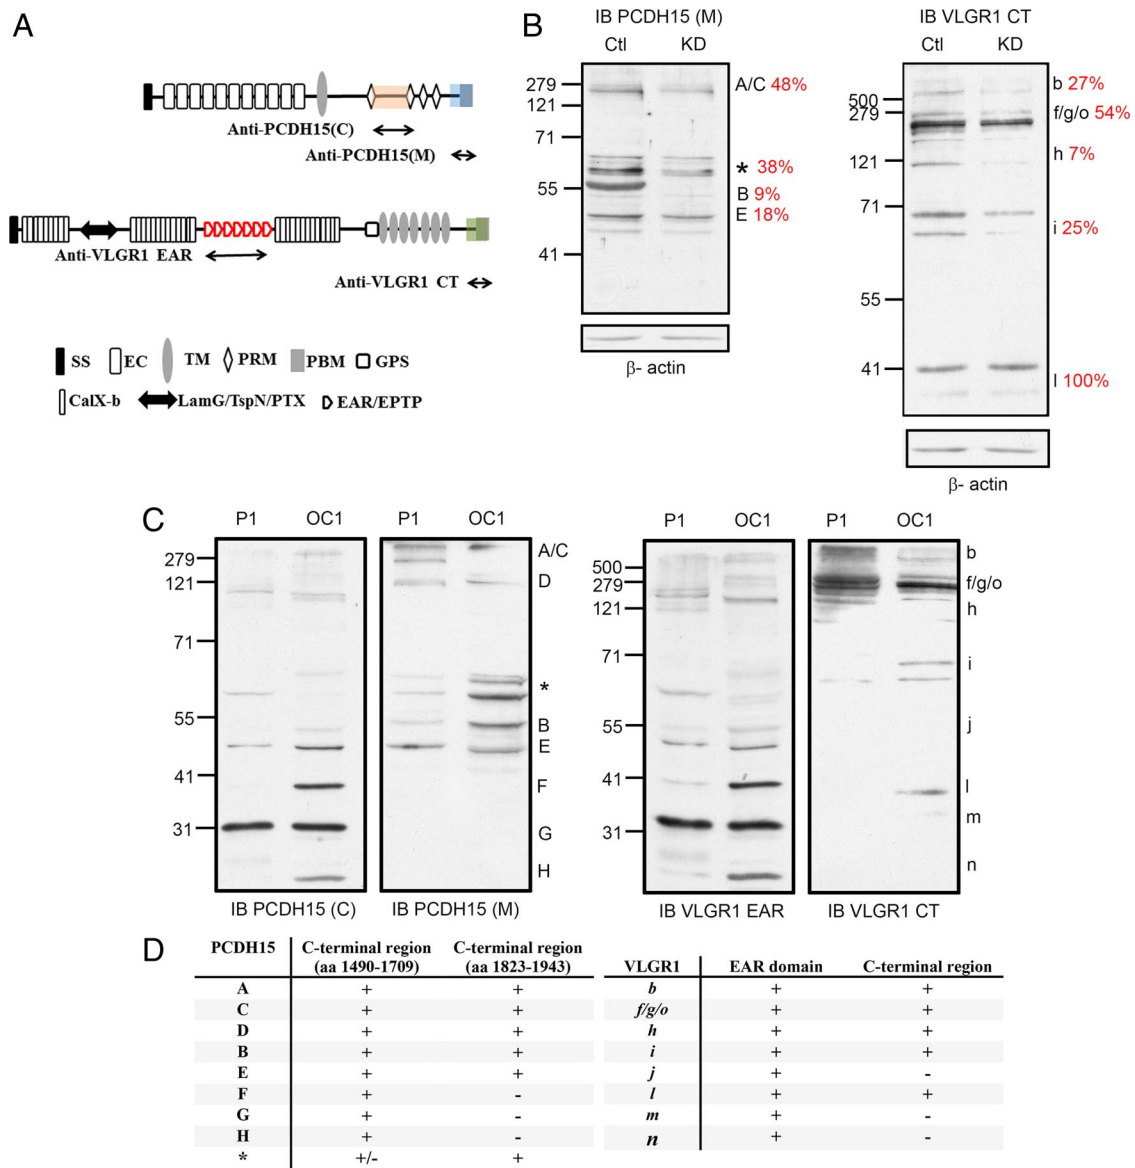 A
Anti-PCDH15(C)
Anti-PCDH15(M)
Anti-VLGR1 EAR
Anti-VLGR1 CT
SS
EC
TM
PRM
PBM
GPS
CalX-b
LamG/TspN/PTX
EAR/EPTP
B
IB PCDH15 (M)
Ctl KD
279
121
71
55
41
A/C 48%
* 38%
B 9%
E 18%
β- actin
IB VLGR1 CT
Ctl KD
500
279
121
71
55
41
b 27%
f/g/o 54%
h 7%
i 25%
l 100%
β- actin
C
P1 OC1 P1 OC1
279
121
71
55
41
31
A/C
D
*
B
E
F
G
H
IB PCDH15 (C) IB PCDH15 (M)
P1 OC1 P1 OC1
500
279
121
71
55
41
31
b
f/g/o
h
i
j
l
m
n
IB VLGR1 EAR IB VLGR1 CT
D
PCDH15 C-terminal region (aa 1490-1709) C-terminal region (aa 1823-1943)
A + +
C + +
D + +
B + +
E + +
F + -
G + -
H + -
* +/- +
VLGR1 EAR domain C-terminal region
b + +
f/g/o + +
h + +
i + +
j + -
l + +
m + -
n + -